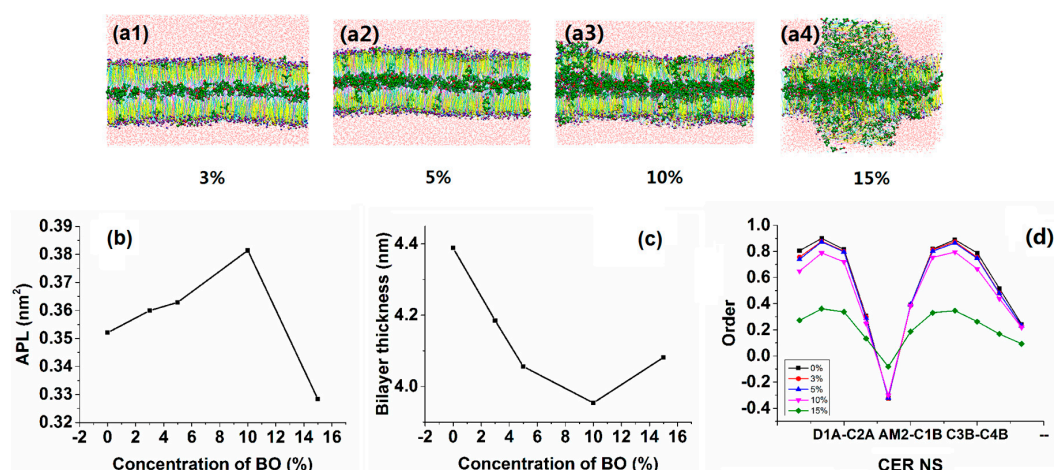 (a1) (a2) (a3) (a4)
3% 5% 10% 15%
(b)
0.39
0.38
0.37
0.36
0.35
0.34
0.33
0.32
APL (nm²)
-2 0 2 4 6 8 10 12 14 16
Concentration of BO (%)
(c)
4.4
4.2
4.0
Bilayer thickness (nm)
-2 0 2 4 6 8 10 12 14 16
Concentration of BO (%)
(d)
1.0
0.8
0.6
0.4
0.2
0.0
-0.2
-0.4
Order
0%
3%
5%
10%
15%
D1A-C2A AM2-C1B C3B-C4B --
CER NS